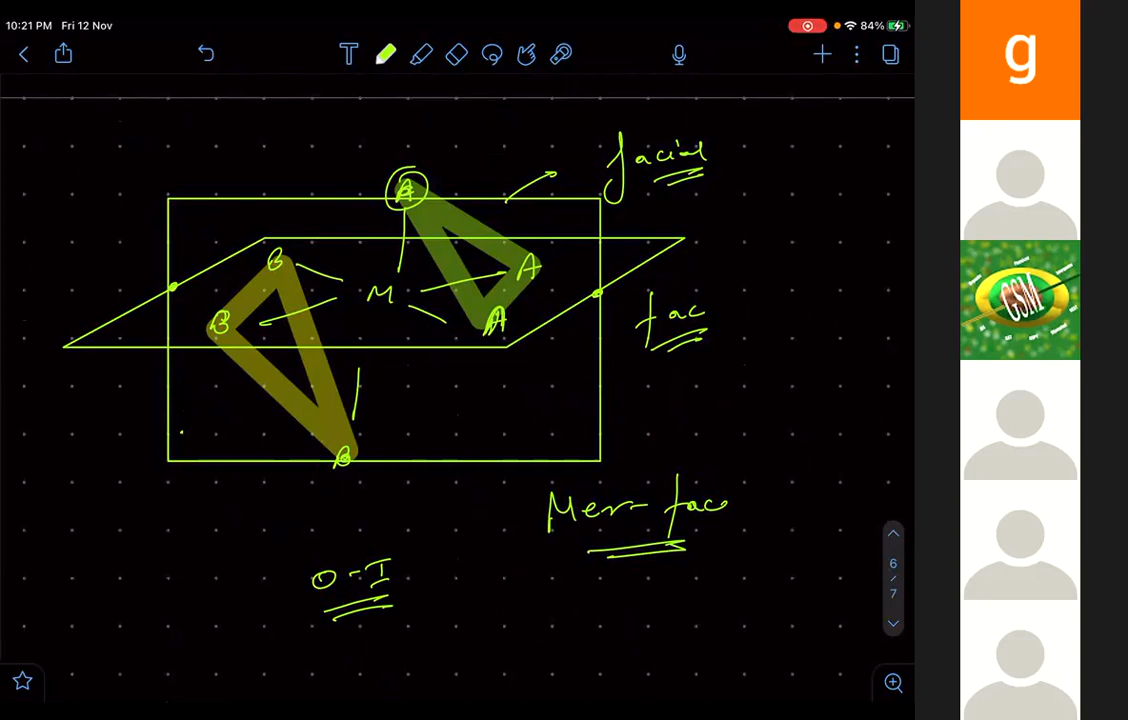 10:21 PM Fri 12 Nov
84%
T
g
facial
A
B
M
A
B
A
fac
GSM
B
Mer-fac
O-I
6
/
7